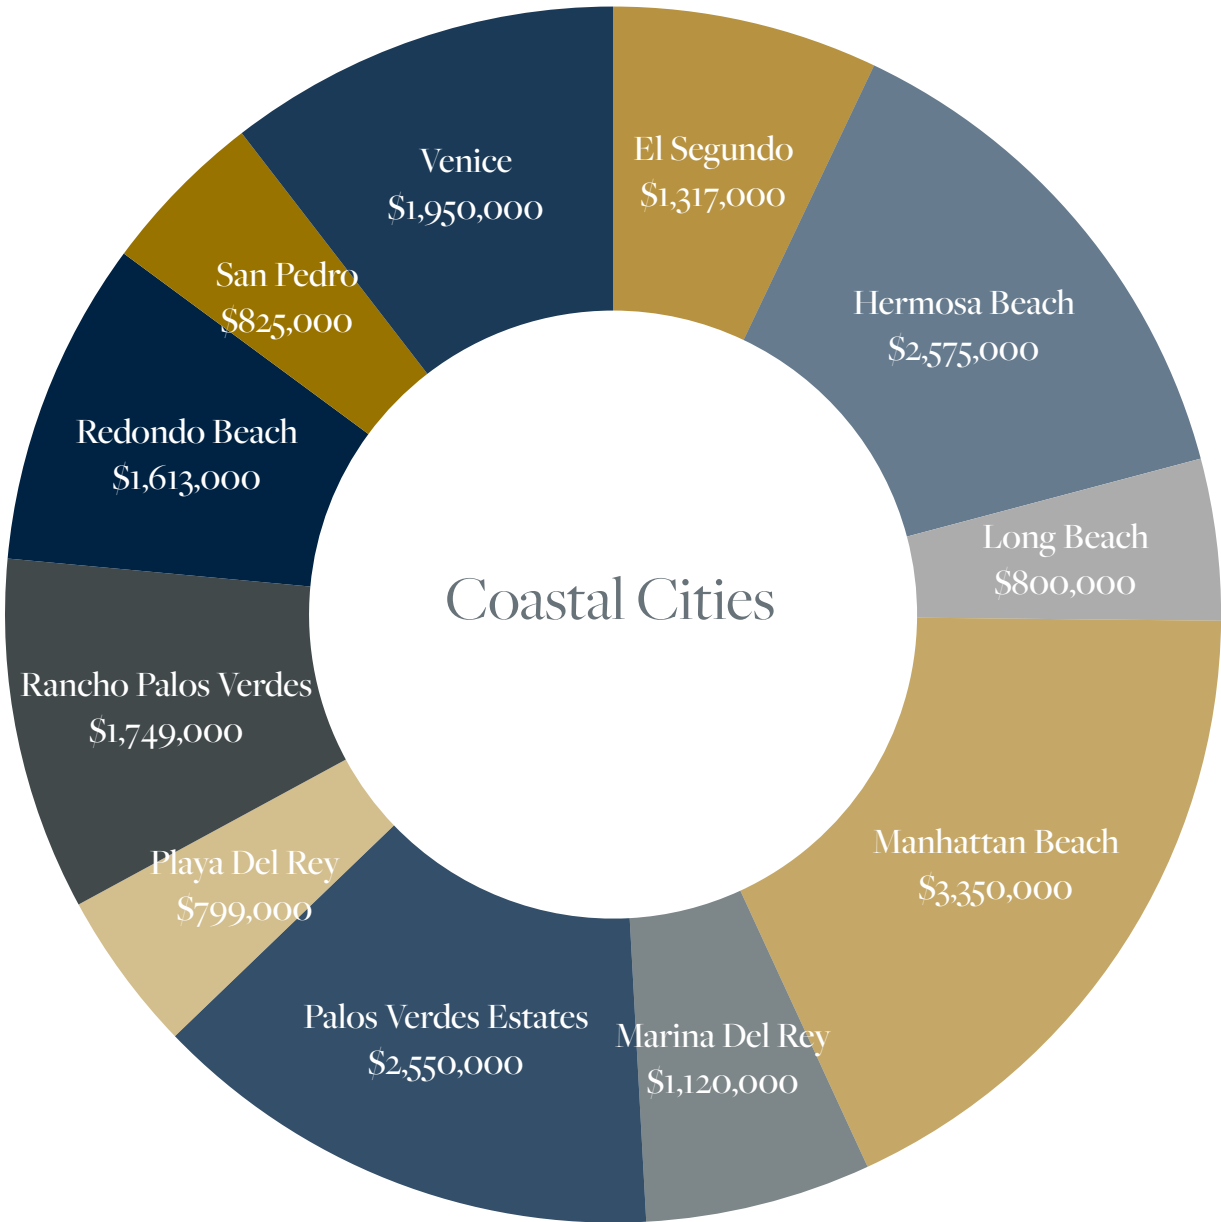 El Segundo
$1,317,000
Hermosa Beach
$2,575,000
Long Beach
$800,000
Manhattan Beach
$3,350,000
Marina Del Rey
$1,120,000
Palos Verdes Estates
$2,550,000
Playa Del Rey
$799,000
Rancho Palos Verdes
$1,749,000
Redondo Beach
$1,613,000
San Pedro
$825,000
Venice
$1,950,000
Coastal Cities